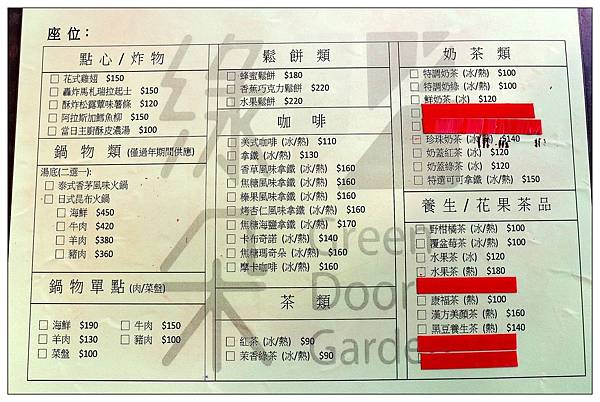 座位:
點心/炸物
花式雞翅 $150
轟炸馬札瑞拉起士 $150
酥炸松露蕈味薯條 $120
阿拉斯加鱈魚柳 $150
當日主廚酥皮濃湯 $100
鍋物類 (僅過年期間供應)
湯底(二選一):
泰式香茅風味火鍋
日式昆布火鍋
海鮮 $450
牛肉 $420
羊肉 $380
豬肉 $360
鍋物單點 (肉/菜盤)
海鮮 $190 牛肉 $150
羊肉 $130 豬肉 $100
菜盤 $100
鬆餅類
蜂蜜鬆餅 $180
香蕉巧克力鬆餅 $220
水果鬆餅 $220
咖啡
美式咖啡 (冰/熱) $110
拿鐵 (冰/熱) $130
香草風味拿鐵 (冰/熱) $160
焦糖風味拿鐵 (冰/熱) $160
榛果風味拿鐵 (冰/熱) $160
烤杏仁風味拿鐵 (冰/熱) $160
焦糖海鹽拿鐵 (冰/熱) $170
卡布奇諾 (冰/熱) $140
焦糖瑪奇朵 (冰/熱) $160
摩卡咖啡 (冰/熱) $160
茶類
紅茶 (冰/熱) $90
茉香綠茶 (冰/熱) $90
奶茶類
特調奶茶 (冰/熱) $100
特調奶綠 (冰/熱) $100
鮮奶茶 (冰) $120
珍珠奶茶 (冰/熱) $140
奶蓋紅茶 (冰) $120
奶蓋綠茶 (冰) $120
特選可可拿鐵 (冰/熱) $150
養生/花果茶品
野柑橘茶 (冰/熱) $100
覆盆莓茶 (冰/熱) $100
水果茶 (冰) $120
水果茶 (熱) $180
康福茶 (熱) $100
漢方美顏茶 (熱) $160
黑豆養生茶 (熱) $140
綠朵
Green
Door
Garde